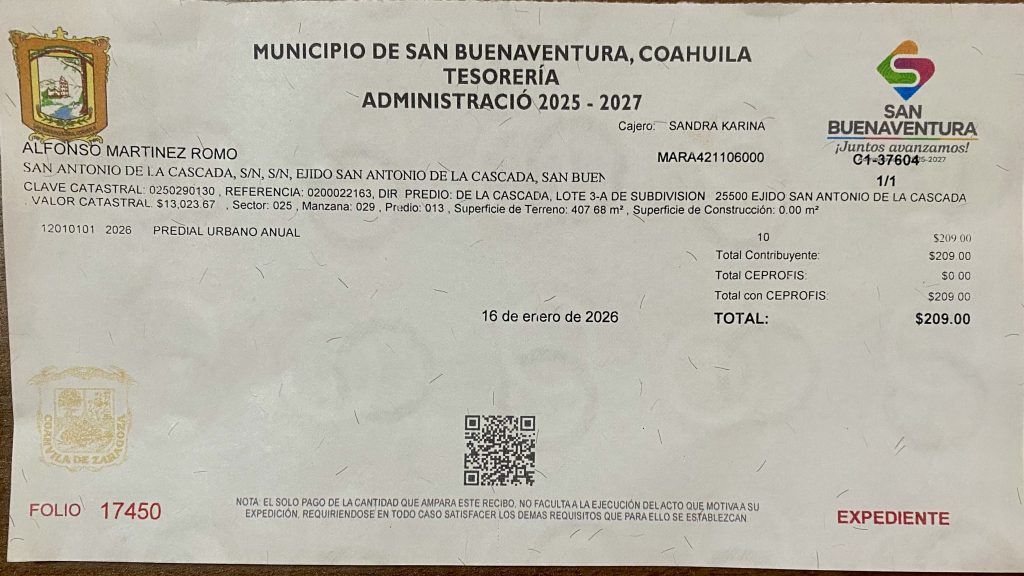 MUNICIPIO DE SAN BUENAVENTURA, COAHUILA
TESORERÍA
ADMINISTRACIÓ 2025 - 2027
SAN
BUENAVENTURA
¡Juntos avanzamos!
Cajero: SANDRA KARINA
ALFONSO MARTINEZ ROMO
MARA421106000
C1-37604
1/1
SAN ANTONIO DE LA CASCADA, S/N, S/N, EJIDO SAN ANTONIO DE LA CASCADA, SAN BUEN
CLAVE CATASTRAL: 0250290130 , REFERENCIA: 0200022163, DIR PREDIO: DE LA CASCADA, LOTE 3-A DE SUBDIVISION 25500 EJIDO SAN ANTONIO DE LA CASCADA
, VALOR CATASTRAL: $13,023.67 , Sector: 025 , Manzana: 029 , Predio: 013 , Superficie de Terreno: 407 68 m² , Superficie de Construcción: 0.00 m²
12010101 2026 PREDIAL URBANO ANUAL
10 $209 00
Total Contribuyente: $209.00
Total CEPROFIS: $0.00
Total con CEPROFIS: $209 00
16 de enero de 2026
TOTAL: $209.00
COAHUILA DE ZARAGOZA
FOLIO 17450
NOTA: EL SOLO PAGO DE LA CANTIDAD QUE AMPARA ESTE RECIBO, NO FACULTA A LA EJECUCIÓN DEL ACTO QUE MOTIVA A SU
EXPEDICIÓN, REQUIRIENDOSE EN TODO CASO SATISFACER LOS DEMAS REQUISITOS QUE PARA ELLO SE ESTABLEZCAN
EXPEDIENTE